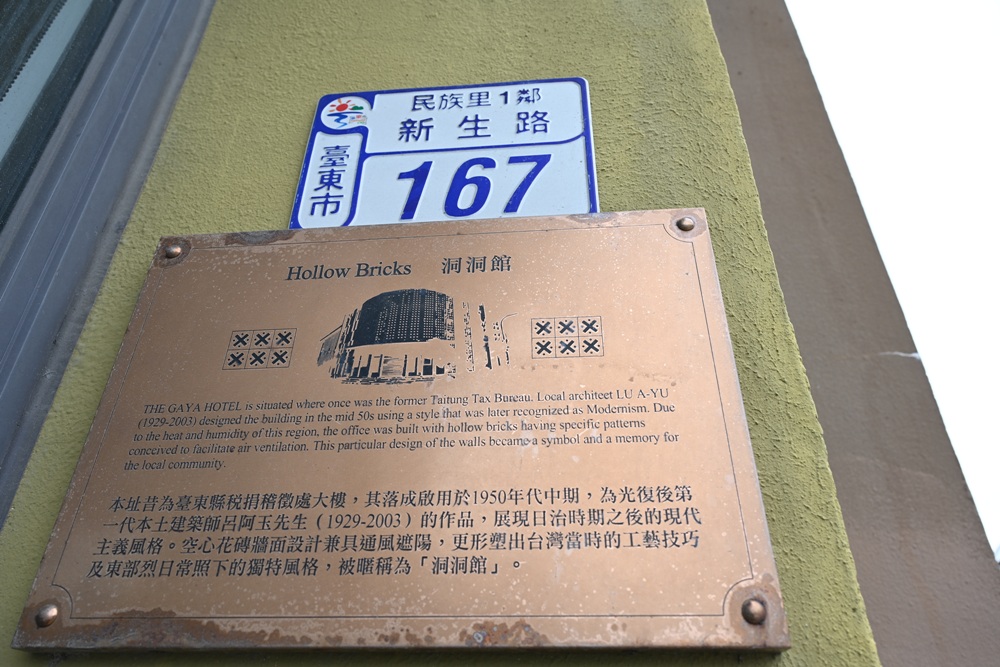 民族里1鄰
新生路
臺東市
167
Hollow Bricks 洞洞館
THE GAYA HOTEL is situated where once was the former Taitung Tax Bureau. Local architect LU A-YU
(1929-2003) designed the building in the mid 50s using a style that was later recognized as Modernism. Due
to the heat and humidity of this region, the office was built with hollow bricks having specific patterns
conceived to facilitate air ventilation. This particular design of the walls became a symbol and a memory for
the local community.
本址昔為臺東縣稅捐稽徵處大樓，其落成啟用於1950年代中期，為光復後第
一代本土建築師呂阿玉先生（1929-2003）的作品，展現日治時期之後的現代
主義風格。空心花磚牆面設計兼具通風遮陽，更形塑出台灣當時的工藝技巧
及東部烈日常照下的獨特風格，被暱稱為「洞洞館」。